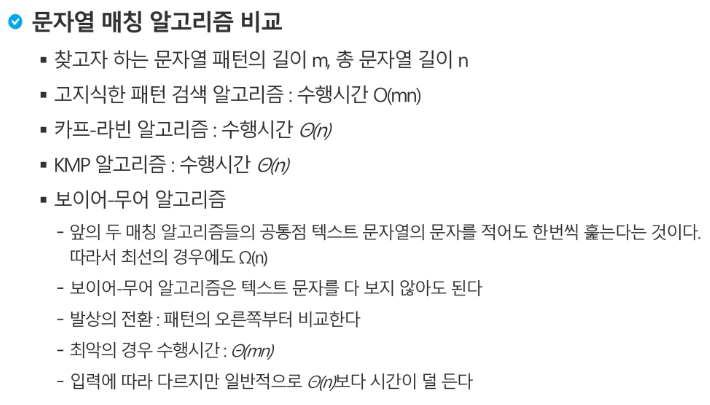 문자열 매칭 알고리즘 비교
▪ 찾고자 하는 문자열 패턴의 길이 m, 총 문자열 길이 n
▪ 고지식한 패턴 검색 알고리즘 : 수행시간 O(mn)
▪ 카프-라빈 알고리즘 : 수행시간 Θ(n)
▪ KMP 알고리즘 : 수행시간 Θ(n)
▪ 보이어-무어 알고리즘
- 앞의 두 매칭 알고리즘들의 공통점 텍스트 문자열의 문자를 적어도 한번씩 훑는다는 것이다.
따라서 최선의 경우에도 Ω(n)
- 보이어-무어 알고리즘은 텍스트 문자를 다 보지 않아도 된다
- 발상의 전환 : 패턴의 오른쪽부터 비교한다
- 최악의 경우 수행시간 : Θ(mn)
- 입력에 따라 다르지만 일반적으로 Θ(n)보다 시간이 덜 든다